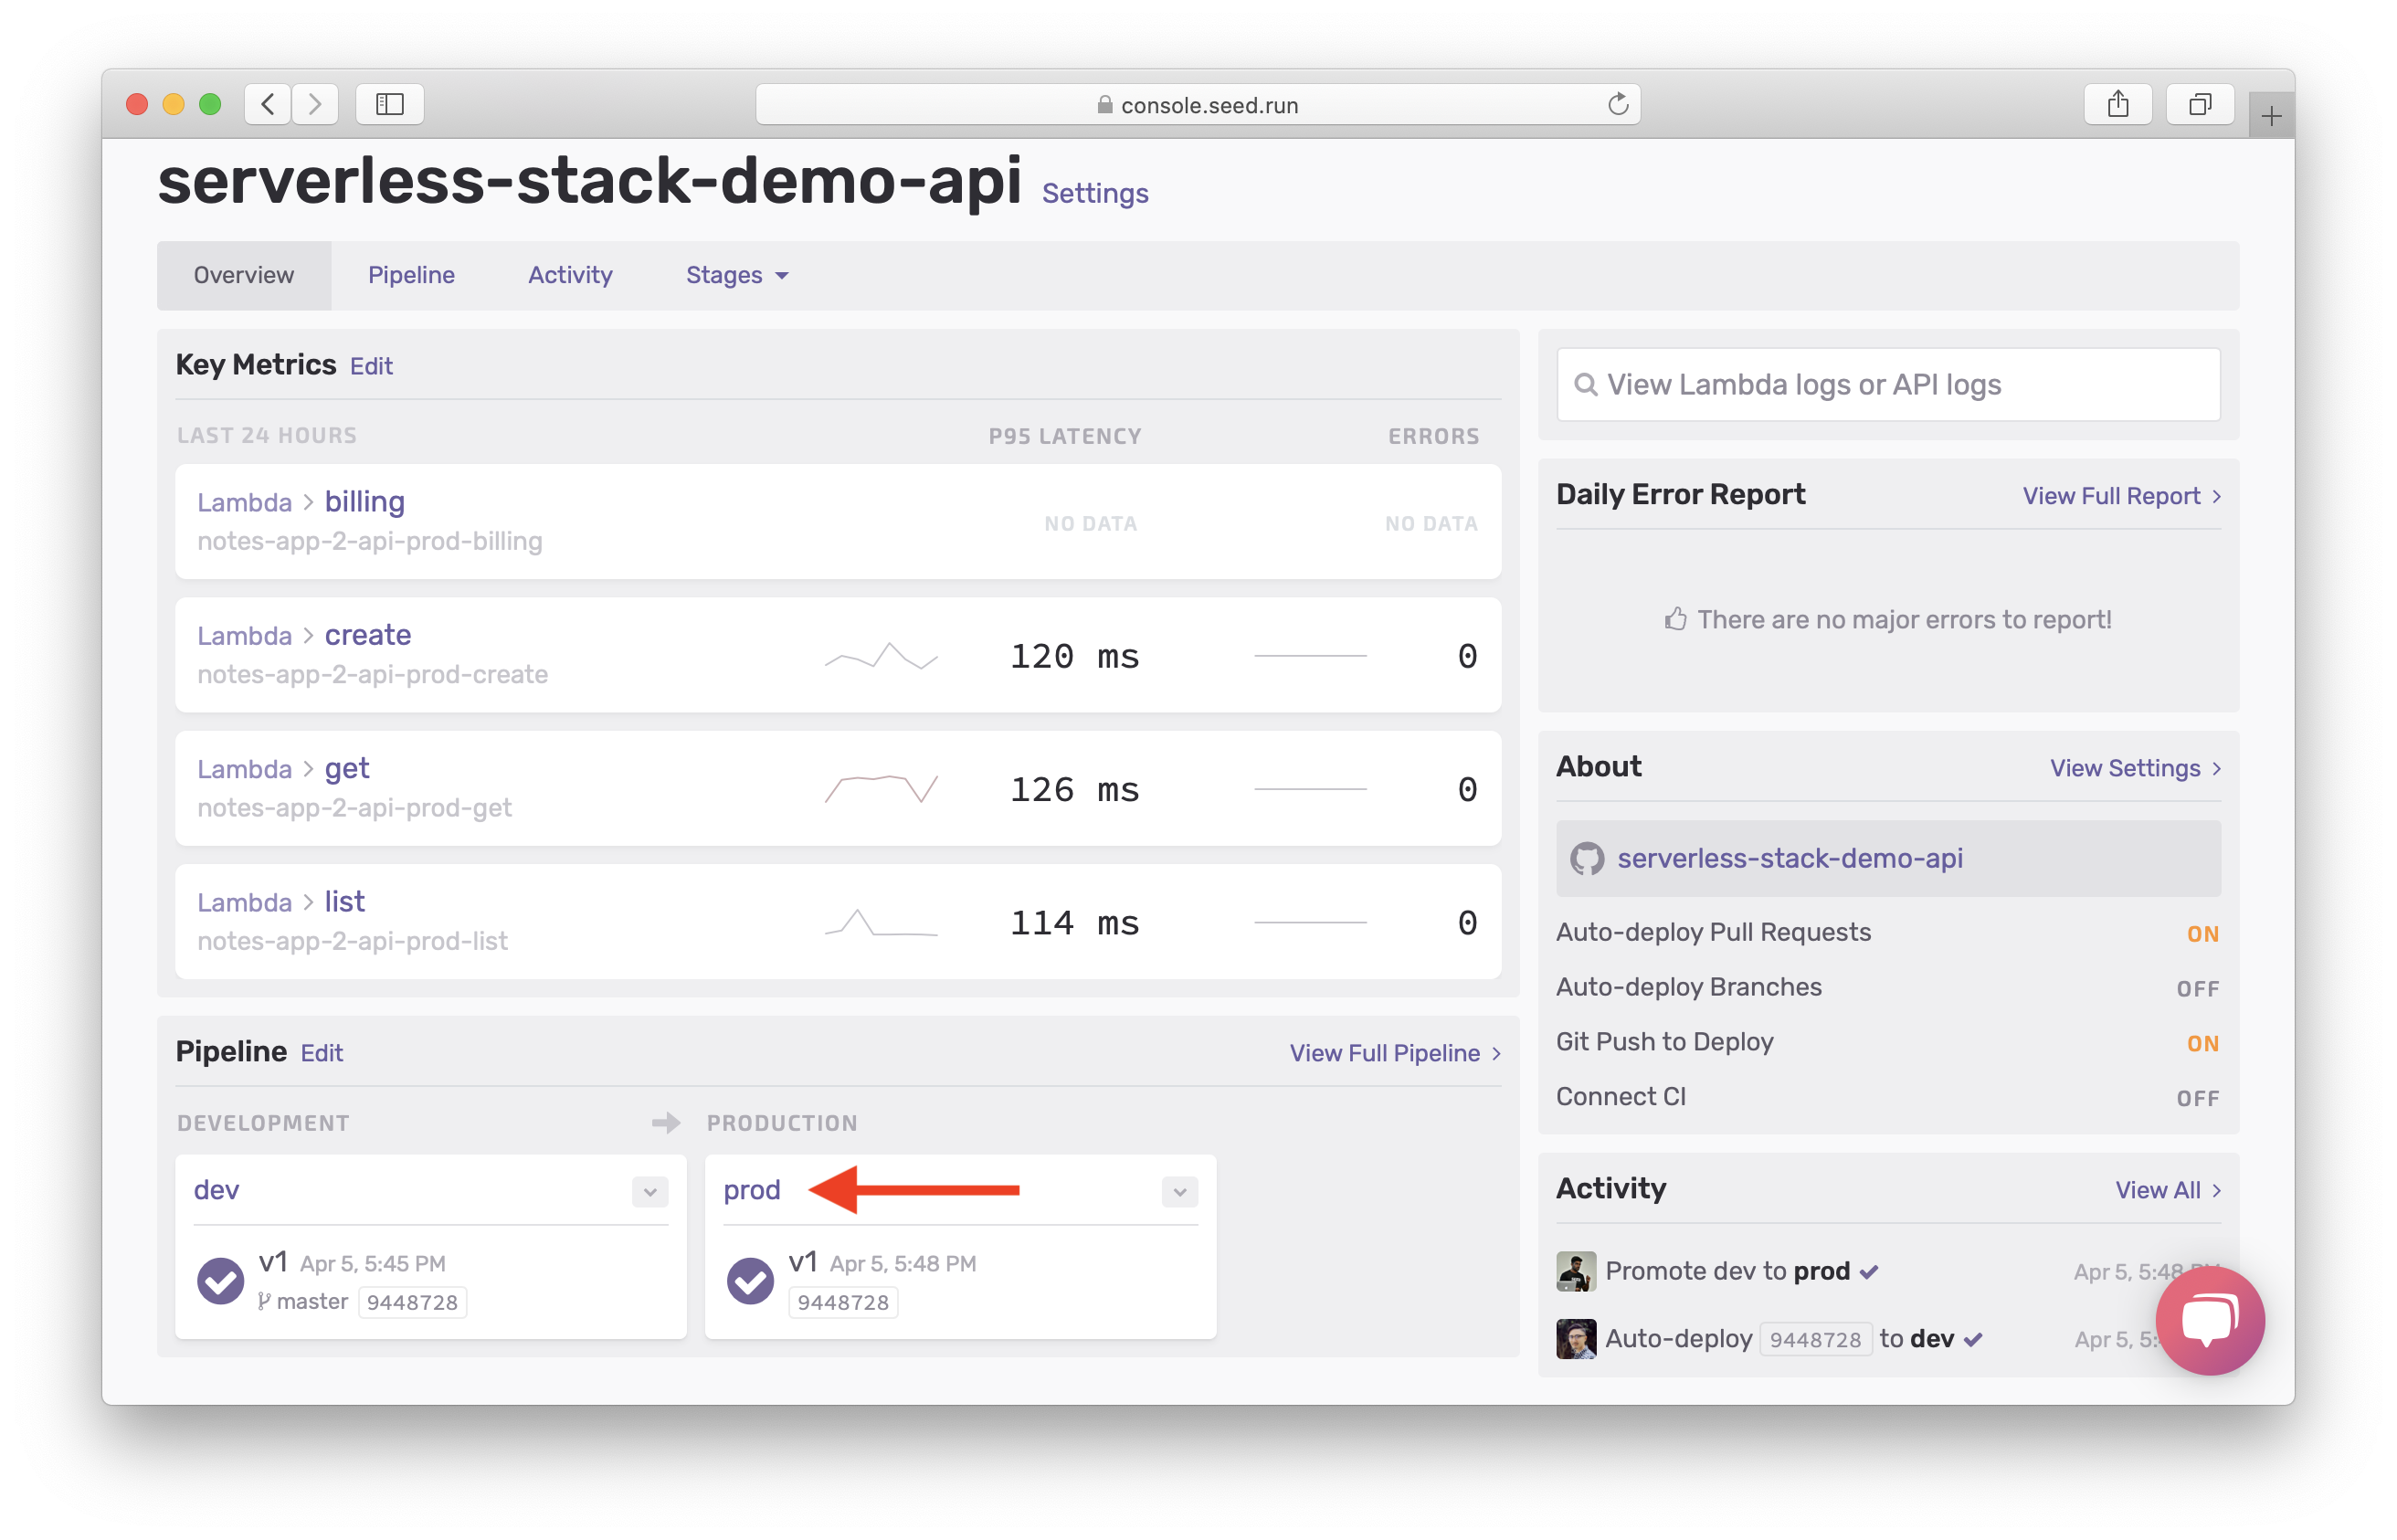 console.seed.run
serverless-stack-demo-api Settings
Overview Pipeline Activity Stages
Key Metrics Edit
LAST 24 HOURS P95 LATENCY ERRORS
Lambda > billing
notes-app-2-api-prod-billing
NO DATA NO DATA
Lambda > create
notes-app-2-api-prod-create
120 ms 0
Lambda > get
notes-app-2-api-prod-get
126 ms 0
Lambda > list
notes-app-2-api-prod-list
114 ms 0
Pipeline Edit View Full Pipeline >
DEVELOPMENT PRODUCTION
dev
v1 Apr 5, 5:45 PM
master 9448728
prod
v1 Apr 5, 5:48 PM
9448728
View Lambda logs or API logs
Daily Error Report View Full Report >
There are no major errors to report!
About View Settings >
serverless-stack-demo-api
Auto-deploy Pull Requests ON
Auto-deploy Branches OFF
Git Push to Deploy ON
Connect CI OFF
Activity View All >
Promote dev to prod Apr 5, 5:48
Auto-deploy 9448728 to dev Apr 5,